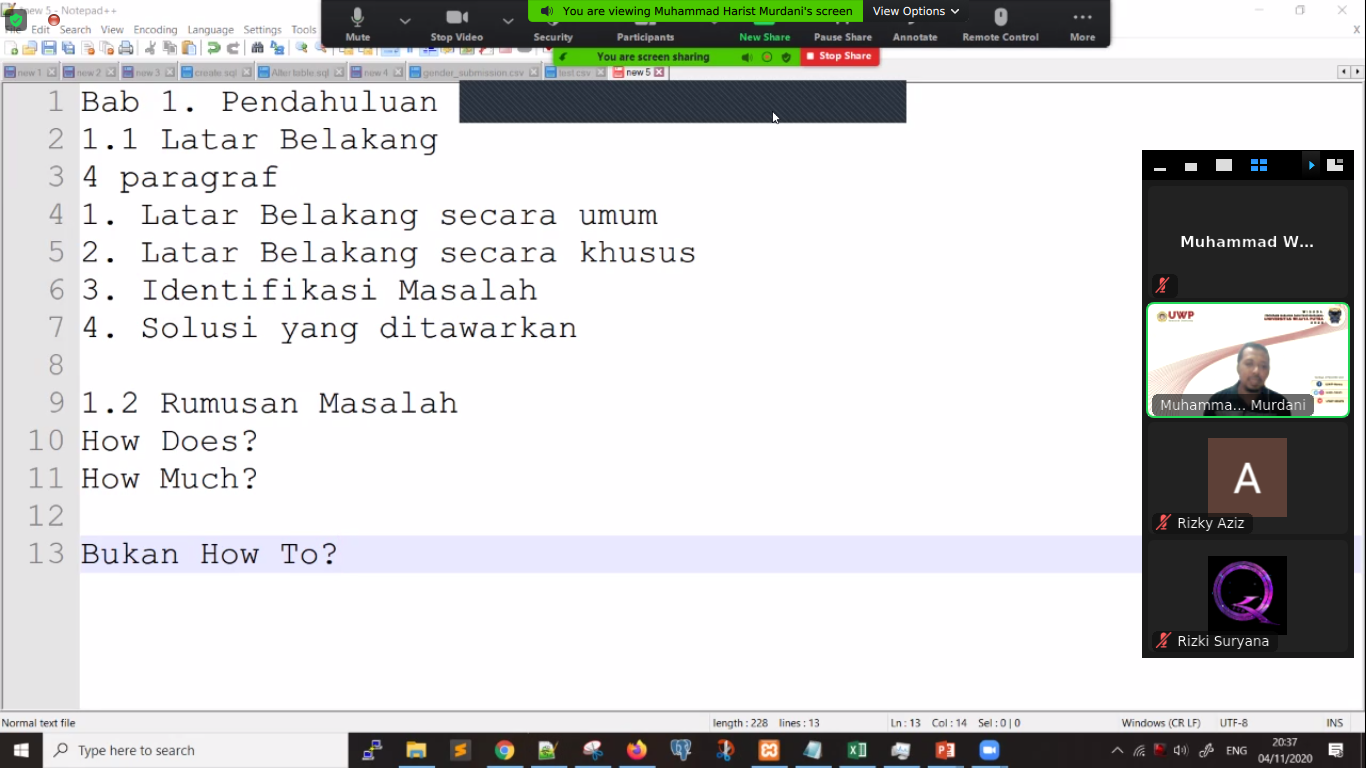 new 5 - Notepad++
Edit Search View Encoding Language Settings Tools
Mute
Stop Video
Security
Participants
New Share
Pause Share
Annotate
Remote Control
More
You are viewing Muhammad Harist Murdani's screen
View Options
You are screen sharing
Stop Share
new 1
new 2
new 3
create sql
Alter table.sql
new 4
gender_submission.csv
test.csv
new 5
1 Bab 1. Pendahuluan
2 1.1 Latar Belakang
3 4 paragraf
4 1. Latar Belakang secara umum
5 2. Latar Belakang secara khusus
6 3. Identifikasi Masalah
7 4. Solusi yang ditawarkan
8
9 1.2 Rumusan Masalah
10 How Does?
11 How Much?
12
13 Bukan How To?
Muhammad W...
UWP
Muhamma... Murdani
A
Rizky Aziz
Rizki Suryana
Normal text file
length : 228 lines : 13
Ln : 13 Col : 14 Sel : 0 | 0
Windows (CR LF)
UTF-8
INS
Type here to search
ENG
20:37
04/11/2020